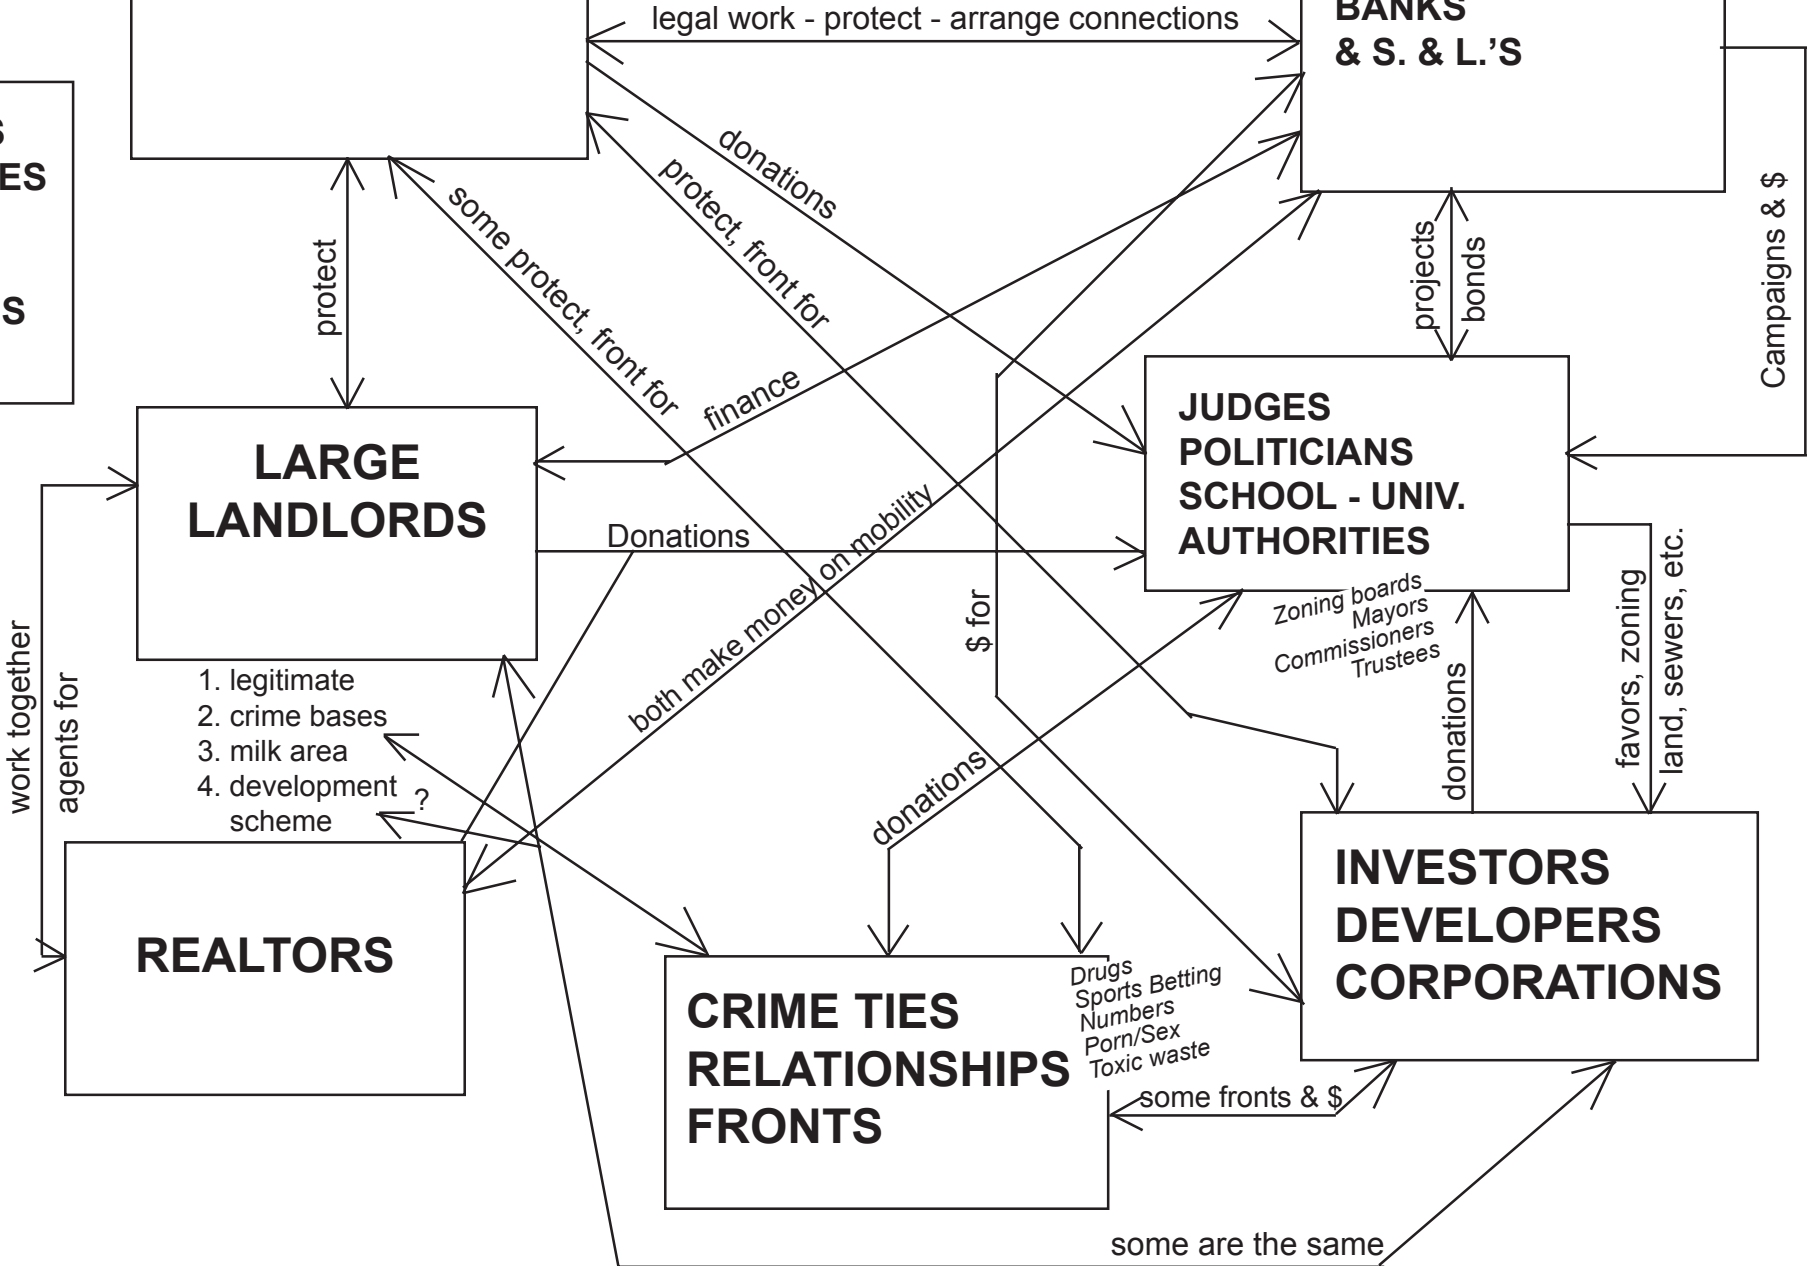 legal work - protect - arrange connections
BANKS
& S. & L.'S
S
ES
S
donations
protect, front for
some protect, front for
protect
finance
projects
bonds
Campaigns & $
LARGE
LANDLORDS
JUDGES
POLITICIANS
SCHOOL - UNIV.
AUTHORITIES
Donations
both make money on mobility
$ for
Zoning boards
Mayors
Commissioners
Trustees
donations
favors, zoning
land, sewers, etc.
work together
agents for
1. legitimate
2. crime bases
3. milk area
4. development
scheme
?
donations
REALTORS
CRIME TIES
RELATIONSHIPS
FRONTS
Drugs
Sports Betting
Numbers
Porn/Sex
Toxic waste
INVESTORS
DEVELOPERS
CORPORATIONS
some fronts & $
some are the same